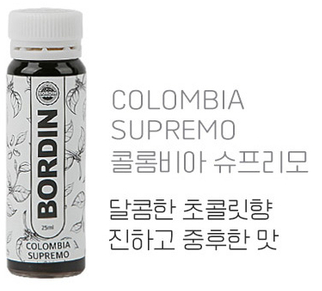 BORDIN
25ml
COLOMBIA
SUPREMO
COLOMBIA
SUPREMO
콜롬비아 슈프리모
달콤한 초콜릿향
진하고 중후한 맛